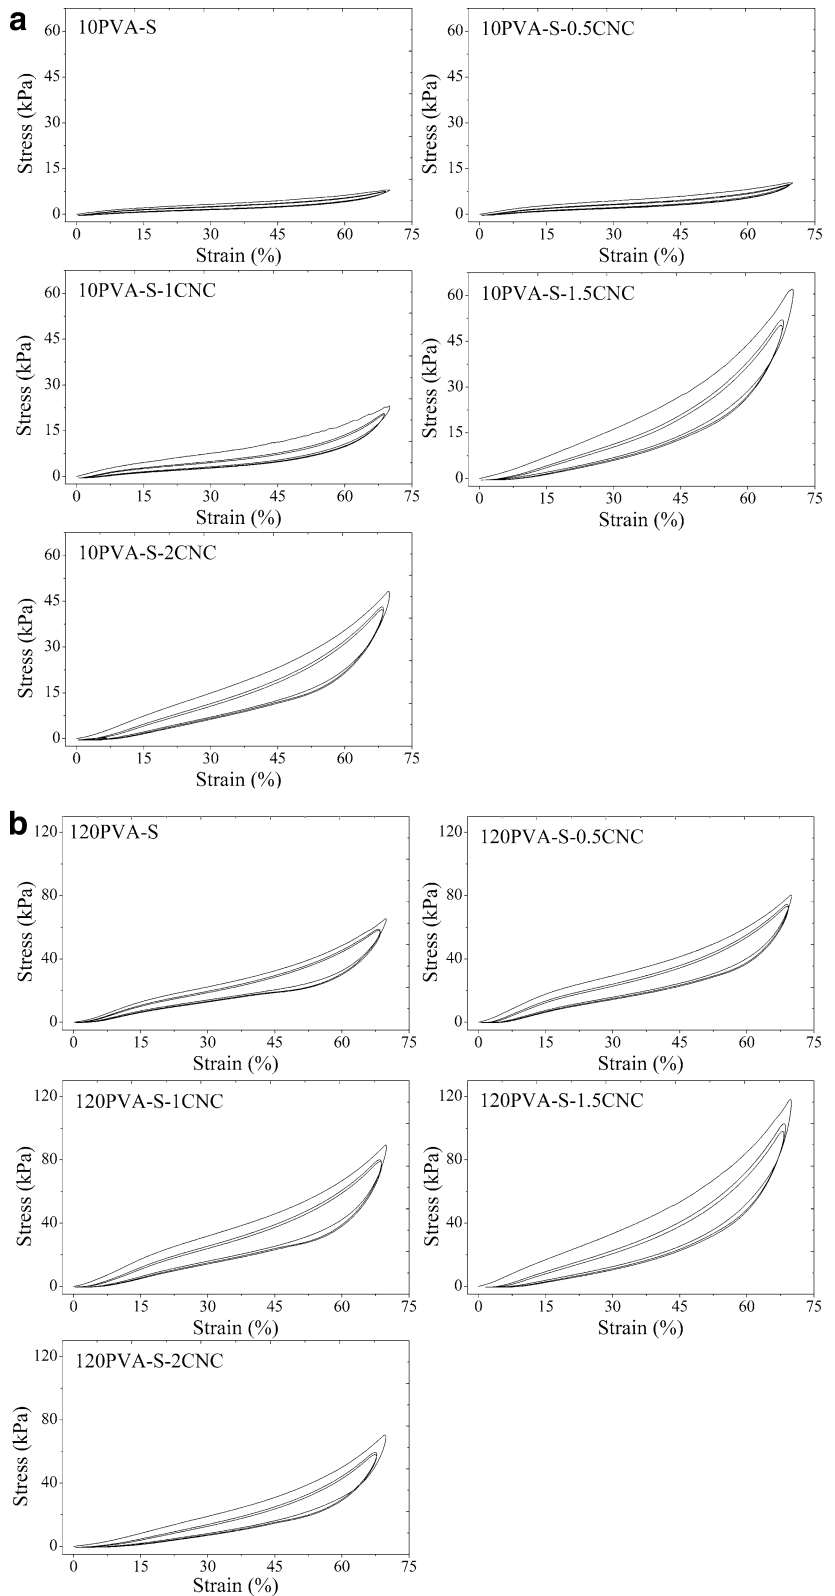 a
10PVA-S
Stress (kPa)
60
45
30
15
0
0 15 30 45 60 75
Strain (%)
10PVA-S-0.5CNC
Stress (kPa)
60
45
30
15
0
0 15 30 45 60 75
Strain (%)
10PVA-S-1CNC
Stress (kPa)
60
45
30
15
0
0 15 30 45 60 75
Strain (%)
10PVA-S-1.5CNC
Stress (kPa)
60
45
30
15
0
0 15 30 45 60 75
Strain (%)
10PVA-S-2CNC
Stress (kPa)
60
45
30
15
0
0 15 30 45 60 75
Strain (%)
b
120PVA-S
Stress (kPa)
120
80
40
0
0 15 30 45 60 75
Strain (%)
120PVA-S-0.5CNC
Stress (kPa)
120
80
40
0
0 15 30 45 60 75
Strain (%)
120PVA-S-1CNC
Stress (kPa)
120
80
40
0
0 15 30 45 60 75
Strain (%)
120PVA-S-1.5CNC
Stress (kPa)
120
80
40
0
0 15 30 45 60 75
Strain (%)
120PVA-S-2CNC
Stress (kPa)
120
80
40
0
0 15 30 45 60 75
Strain (%)